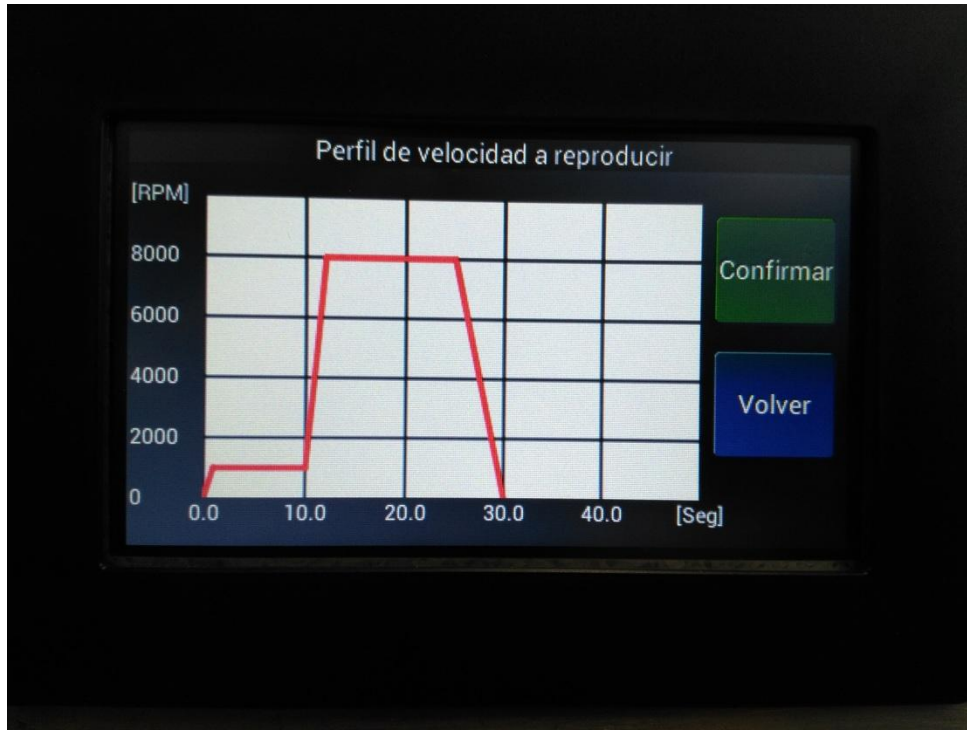 Perfil de velocidad a reproducir
[RPM]
8000
6000
4000
2000
0
0.0 10.0 20.0 30.0 40.0 [Seg]
Confirmar
Volver